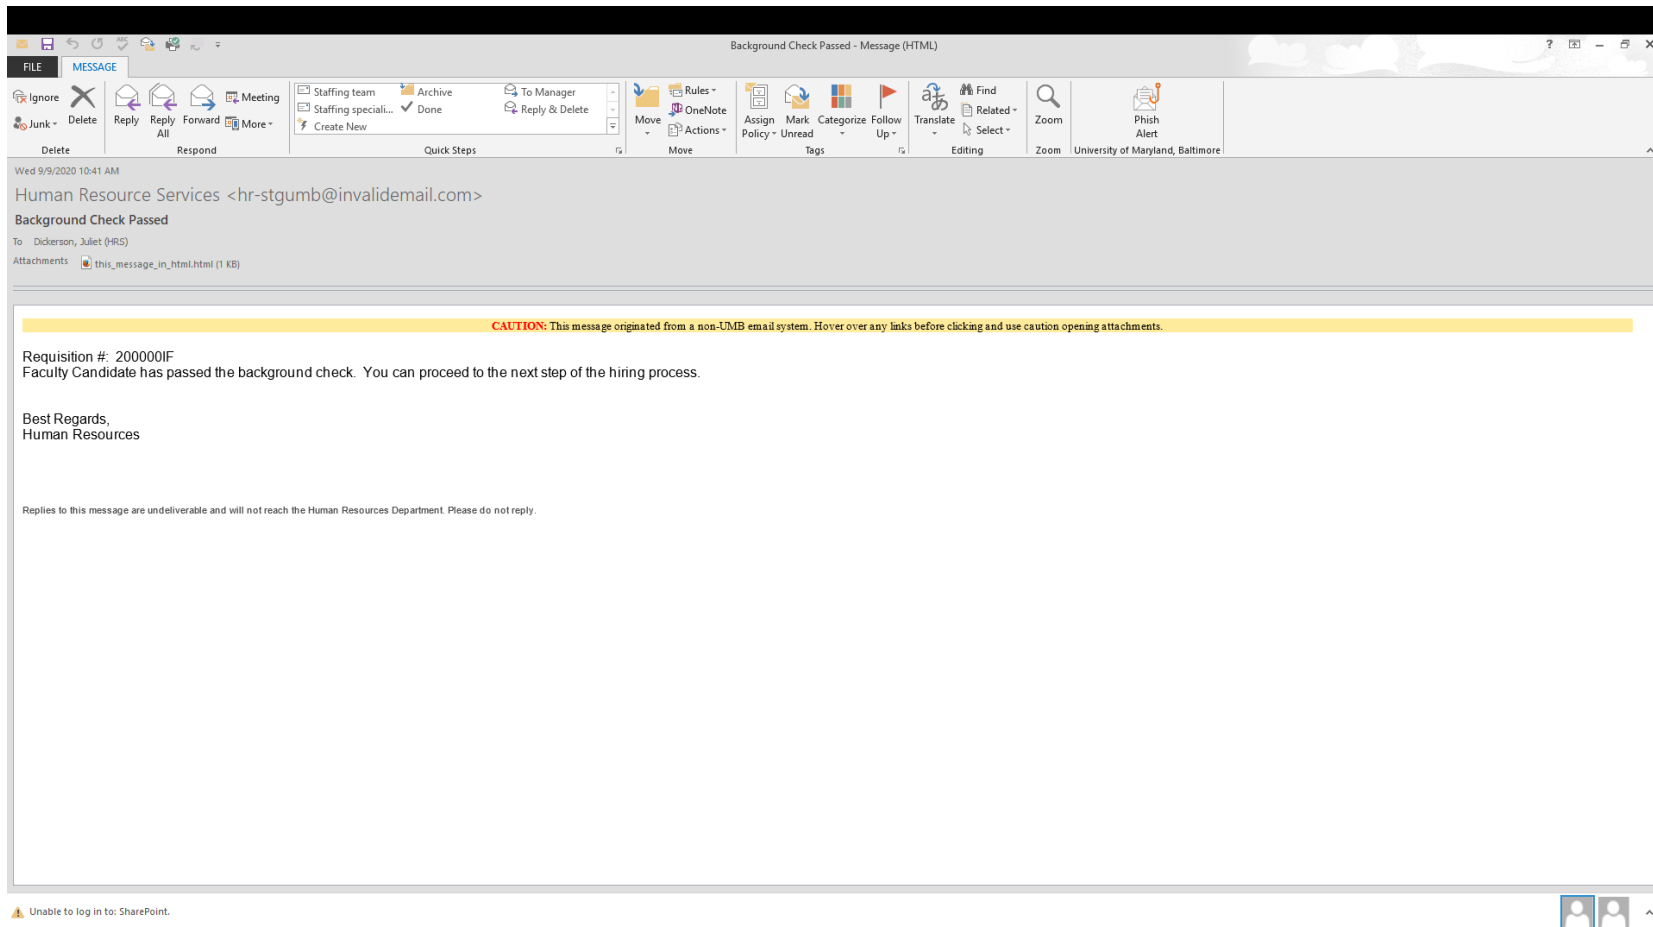 Background Check Passed - Message (HTML)
?
FILE MESSAGE
Ignore
Junk
Delete
Delete
Reply
Reply All
Forward
Meeting
More
Respond
Staffing team
Staffing speciali...
Create New
Archive
Done
To Manager
Reply & Delete
Quick Steps
Move
Rules
OneNote
Actions
Move
Assign Policy
Mark Unread
Categorize
Follow Up
Tags
Translate
Find
Related
Select
Editing
Zoom
Zoom
Phish Alert
University of Maryland, Baltimore
Wed 9/9/2020 10:41 AM
Human Resource Services <hr-stgumb@invalidemail.com>
Background Check Passed
To Dickerson, Juliet (HRS)
Attachments this_message_in_html.html (1 KB)
CAUTION: This message originated from a non-UMB email system. Hover over any links before clicking and use caution opening attachments.
Requisition #: 200000IF
Faculty Candidate has passed the background check. You can proceed to the next step of the hiring process.
Best Regards,
Human Resources
Replies to this message are undeliverable and will not reach the Human Resources Department. Please do not reply.
Unable to log in to: SharePoint.